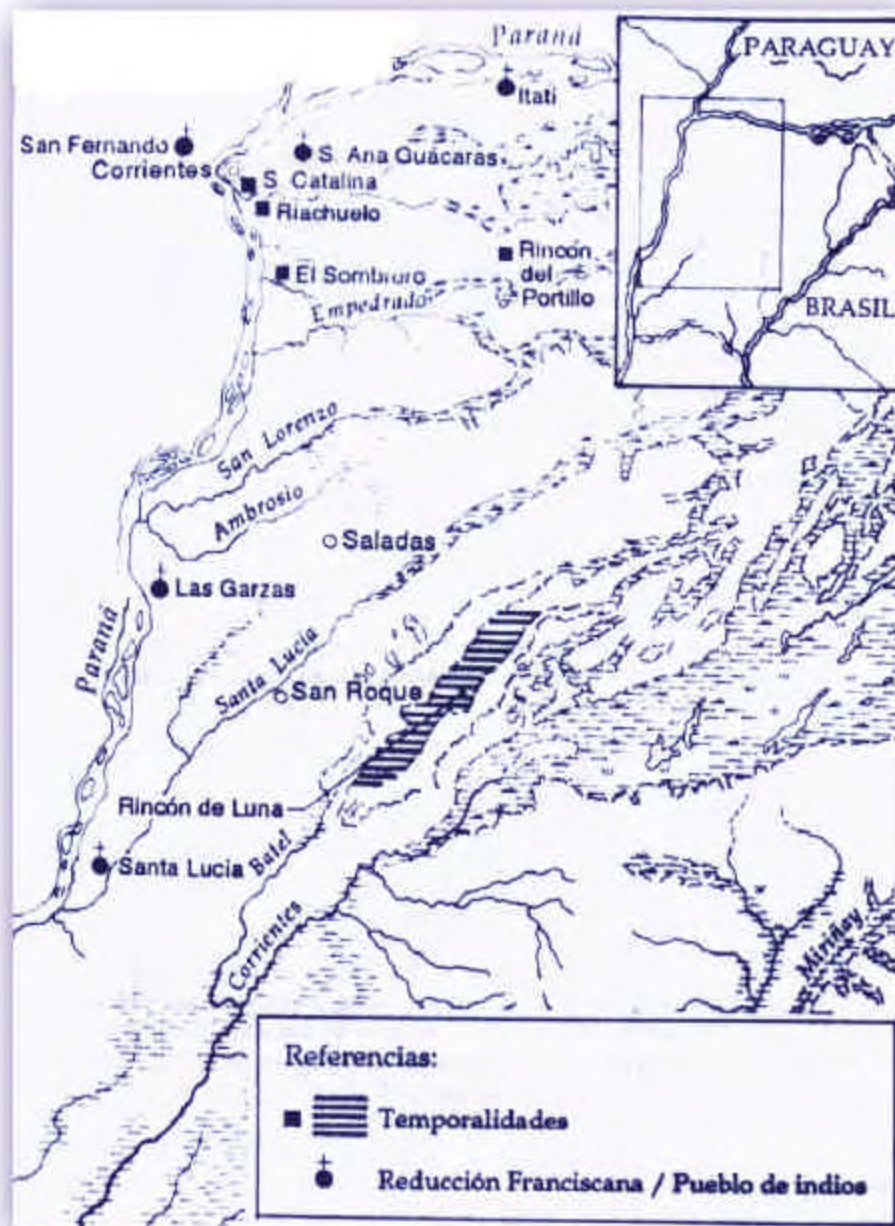 Paraná
PARAGUAY
Itatí
San Fernando
Corrientes
S. Ana Guácaras
S. Catalina
Riachuelo
El Sombroro
Rincón
del
Portillo
Empedrado
BRASIL
San Lorenzo
Ambrosio
Saladas
Las Garzas
Paraná
Santa Lucía
San Roque
Rincón de Luna
Santa Lucía
Batel
Corrientes
Miriñay
Referencias:
Temporalidades
Reducción Franciscana / Pueblo de indios